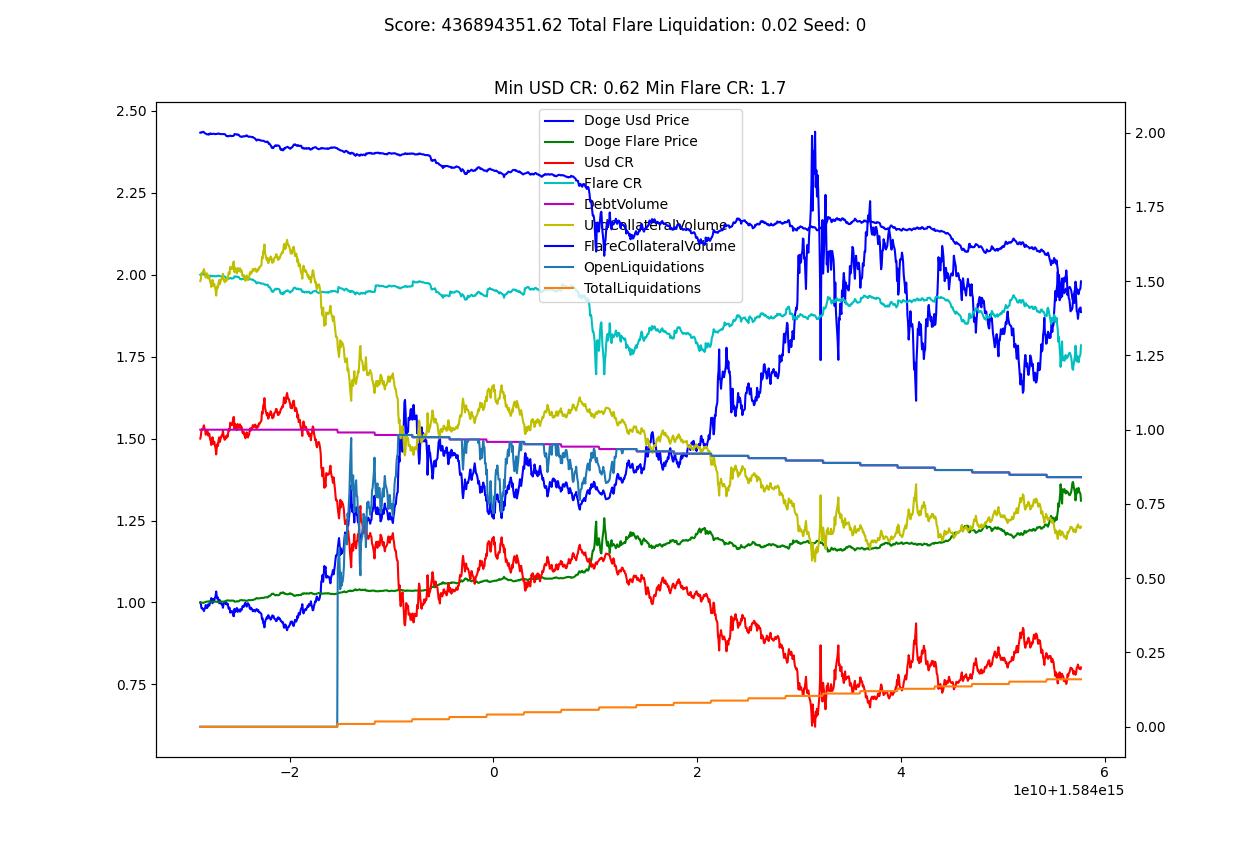 Score: 436894351.62 Total Flare Liquidation: 0.02 Seed: 0
Min USD CR: 0.62 Min Flare CR: 1.7
2.50
2.25
2.00
1.75
1.50
1.25
1.00
0.75
Doge Usd Price
Doge Flare Price
Usd CR
Flare CR
DebtVolume
UsdCollateralVolume
FlareCollateralVolume
OpenLiquidations
TotalLiquidations
2.00
1.75
1.50
1.25
1.00
0.75
0.50
0.25
0.00
−2 0 2 4 6
1e10+1.584e15